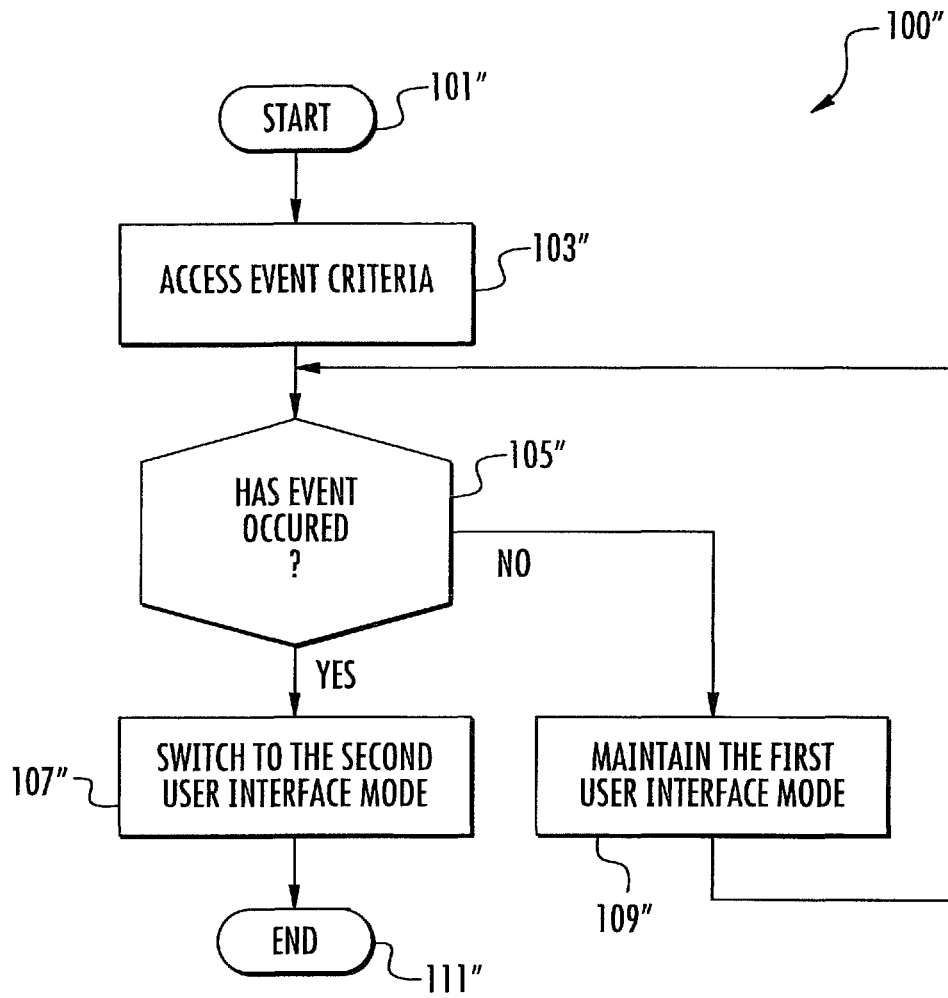 100"
START
101"
ACCESS EVENT CRITERIA
103"
HAS EVENT
OCCURED
?
105"
NO
YES
SWITCH TO THE SECOND
USER INTERFACE MODE
107"
MAINTAIN THE FIRST
USER INTERFACE MODE
109"
END
111"